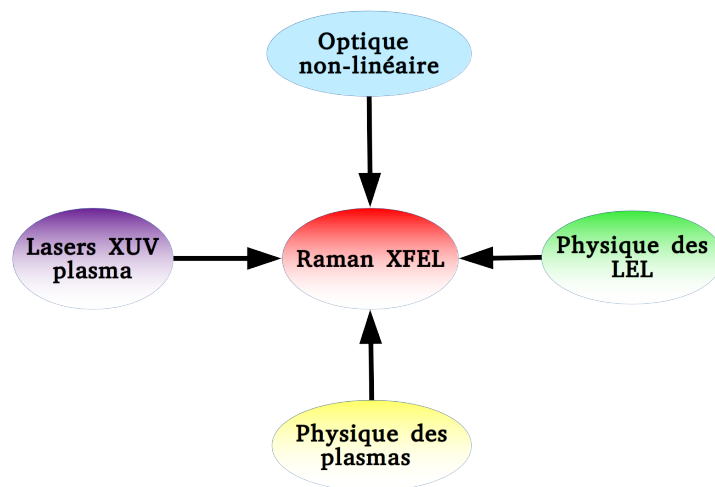 Optique
non-linéaire
Lasers XUV
plasma
Raman XFEL
Physique des
LEL
Physique des
plasmas